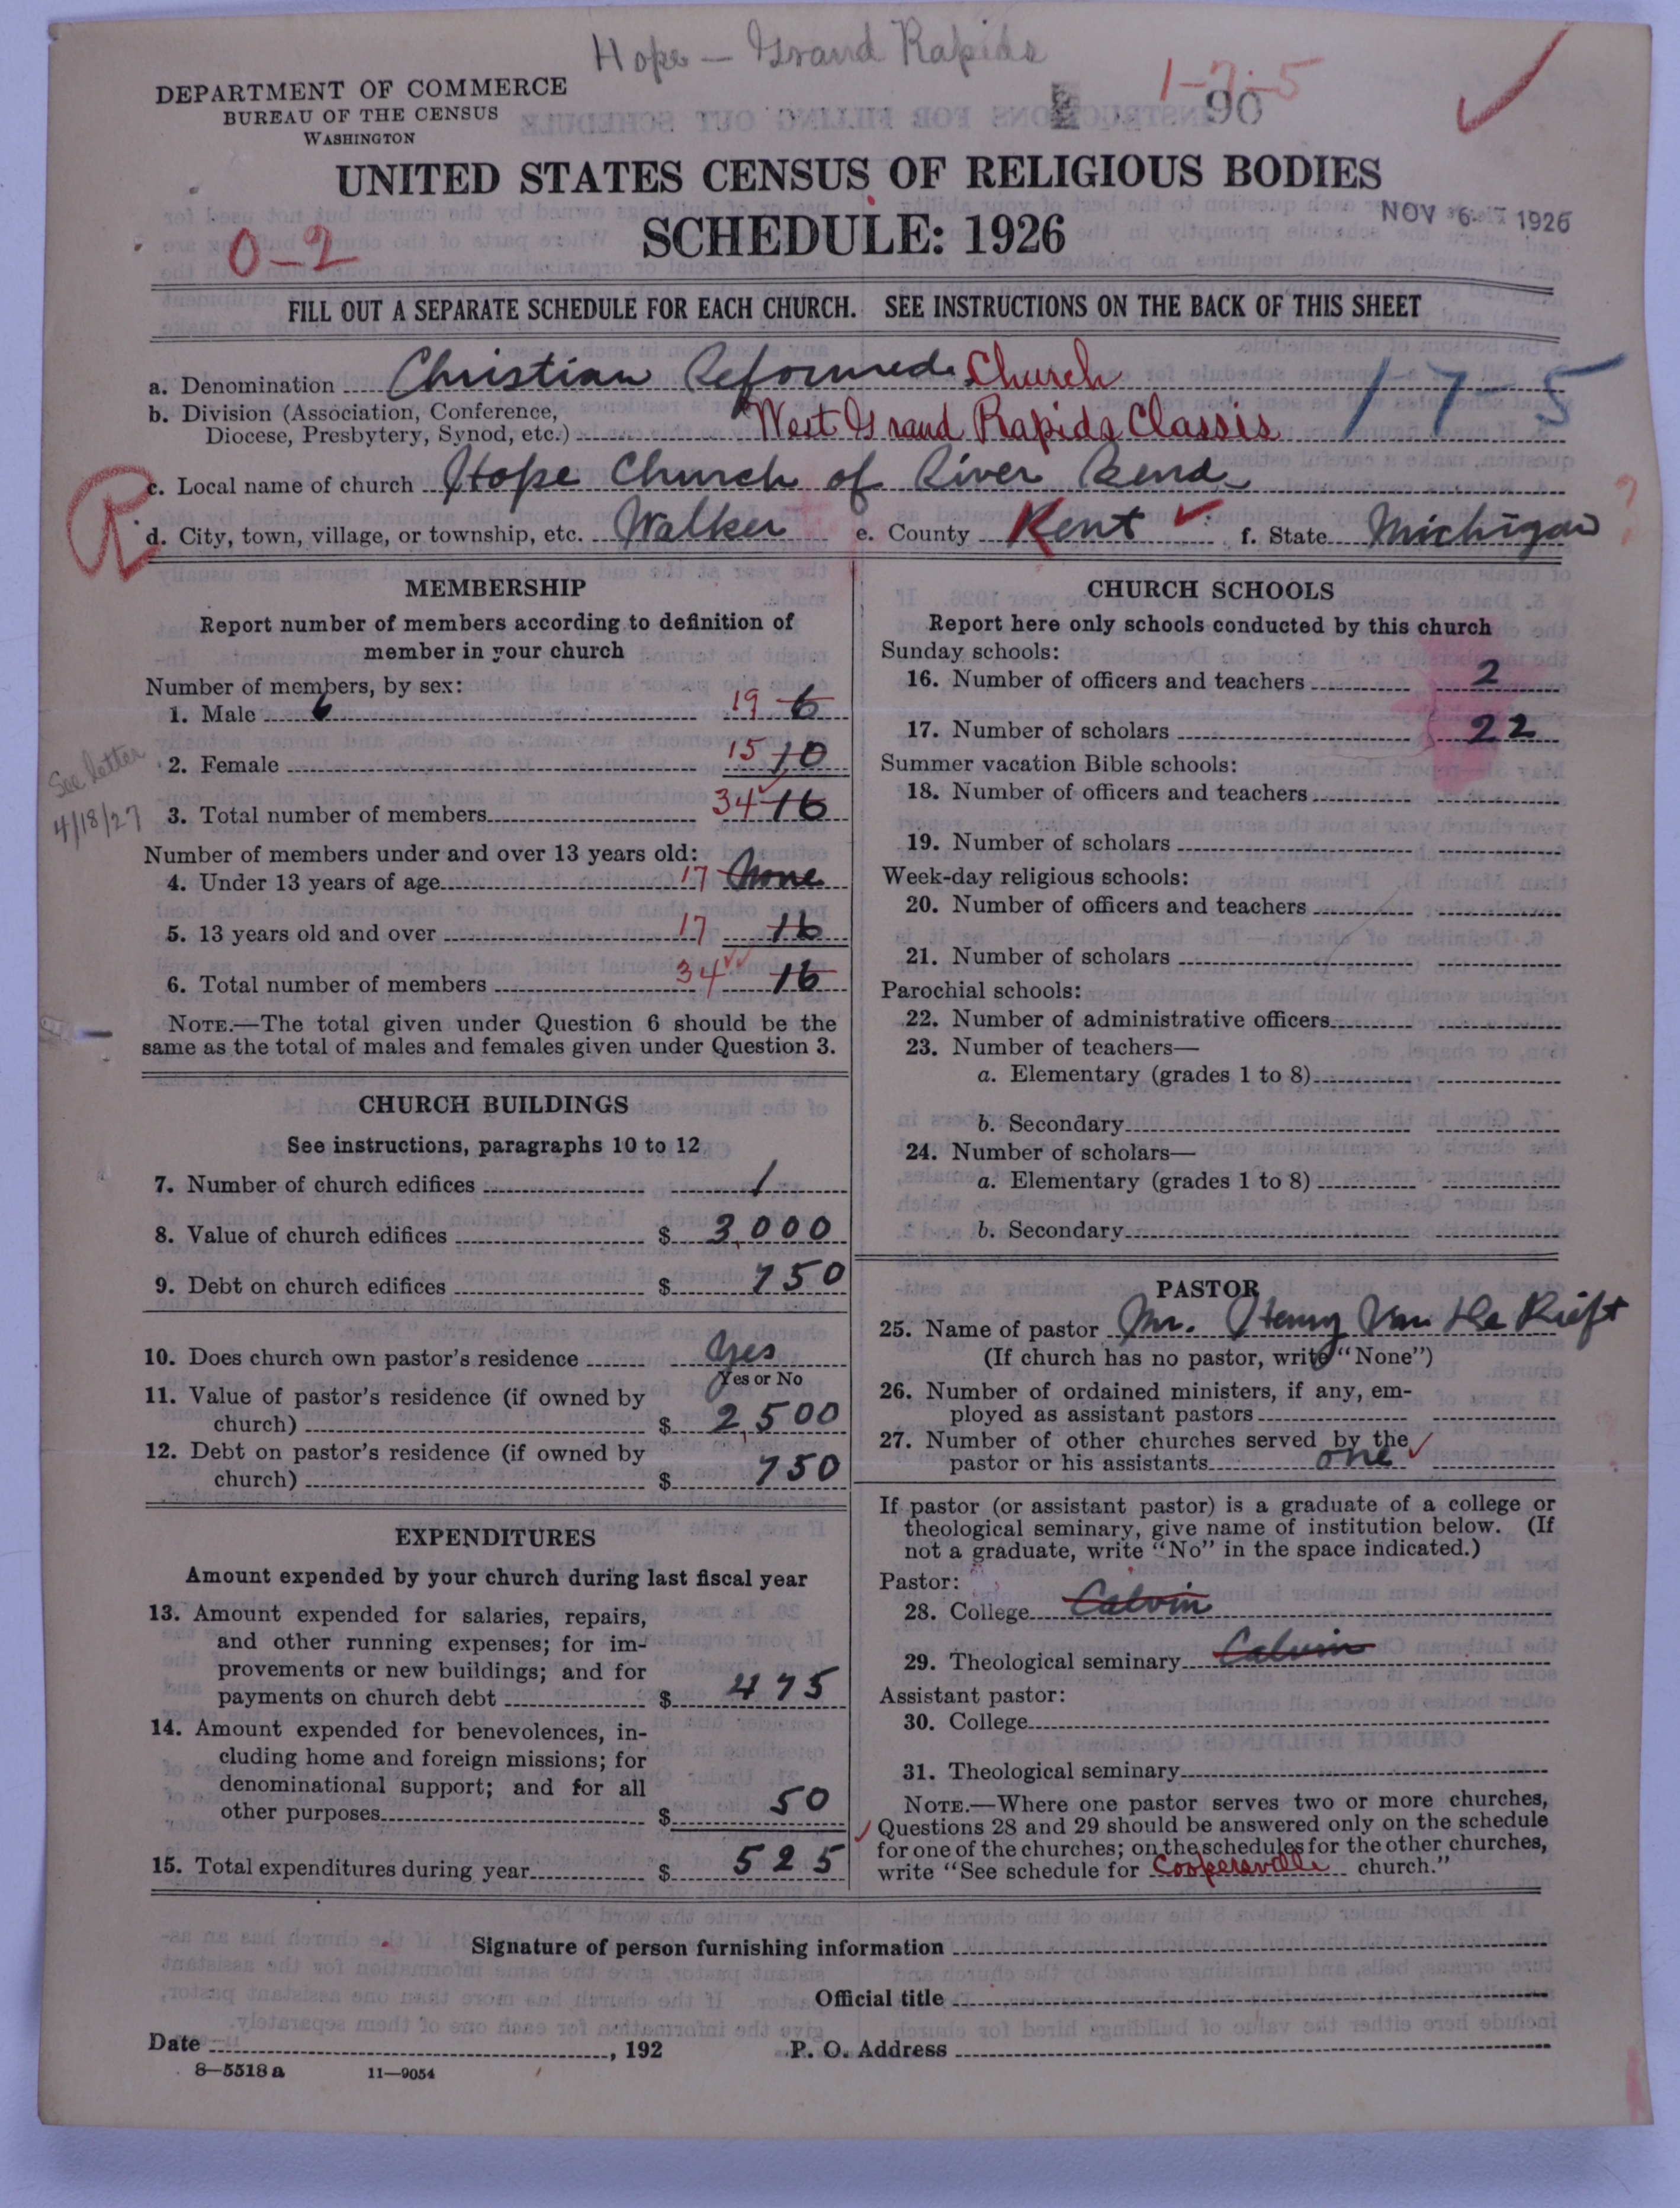 Hope — Grand Rapids
DEPARTMENT OF COMMERCE
BUREAU OF THE CENSUS
WASHINGTON
1-7-5
90
UNITED STATES CENSUS OF RELIGIOUS BODIES
SCHEDULE: 1926
NOV 6 1926
0-2
FILL OUT A SEPARATE SCHEDULE FOR EACH CHURCH. SEE INSTRUCTIONS ON THE BACK OF THIS SHEET
a. Denomination Christian Reformed Church
17-5
b. Division (Association, Conference,
Diocese, Presbytery, Synod, etc.) West Grand Rapids Classis
R
c. Local name of church Hope Church of River Bend
d. City, town, village, or township, etc. Walker e. County Kent f. State Michigan
MEMBERSHIP
Report number of members according to definition of
member in your church
Number of members, by sex:
1. Male 6 19 6
2. Female 15 10
See letter
4/18/27
3. Total number of members 34 16
Number of members under and over 13 years old:
4. Under 13 years of age 17 None
5. 13 years old and over 17 16
6. Total number of members 34 16
NOTE.—The total given under Question 6 should be the
same as the total of males and females given under Question 3.
CHURCH BUILDINGS
See instructions, paragraphs 10 to 12
7. Number of church edifices 1
8. Value of church edifices $ 3,000
9. Debt on church edifices $ 750
10. Does church own pastor's residence Yes
Yes or No
11. Value of pastor's residence (if owned by
church) $ 2,500
12. Debt on pastor's residence (if owned by
church) $ 750
EXPENDITURES
Amount expended by your church during last fiscal year
13. Amount expended for salaries, repairs,
and other running expenses; for im-
provements or new buildings; and for
payments on church debt $ 475
14. Amount expended for benevolences, in-
cluding home and foreign missions; for
denominational support; and for all
other purposes $ 50
15. Total expenditures during year $ 525
CHURCH SCHOOLS
Report here only schools conducted by this church
Sunday schools:
16. Number of officers and teachers 2
17. Number of scholars 22
Summer vacation Bible schools:
18. Number of officers and teachers
19. Number of scholars
Week-day religious schools:
20. Number of officers and teachers
21. Number of scholars
Parochial schools:
22. Number of administrative officers
23. Number of teachers—
a. Elementary (grades 1 to 8)
b. Secondary
24. Number of scholars—
a. Elementary (grades 1 to 8)
b. Secondary
PASTOR
25. Name of pastor Mr. Henry Van der Kieft
(If church has no pastor, write "None")
26. Number of ordained ministers, if any, em-
ployed as assistant pastors
27. Number of other churches served by the
pastor or his assistants one
If pastor (or assistant pastor) is a graduate of a college or
theological seminary, give name of institution below. (If
not a graduate, write "No" in the space indicated.)
Pastor:
28. College Calvin
29. Theological seminary Calvin
Assistant pastor:
30. College
31. Theological seminary
NOTE.—Where one pastor serves two or more churches,
Questions 28 and 29 should be answered only on the schedule
for one of the churches; on the schedules for the other churches,
write "See schedule for Coopersville church."
Signature of person furnishing information
Official title
Date , 192 P. O. Address
8—5518 a 11—9054